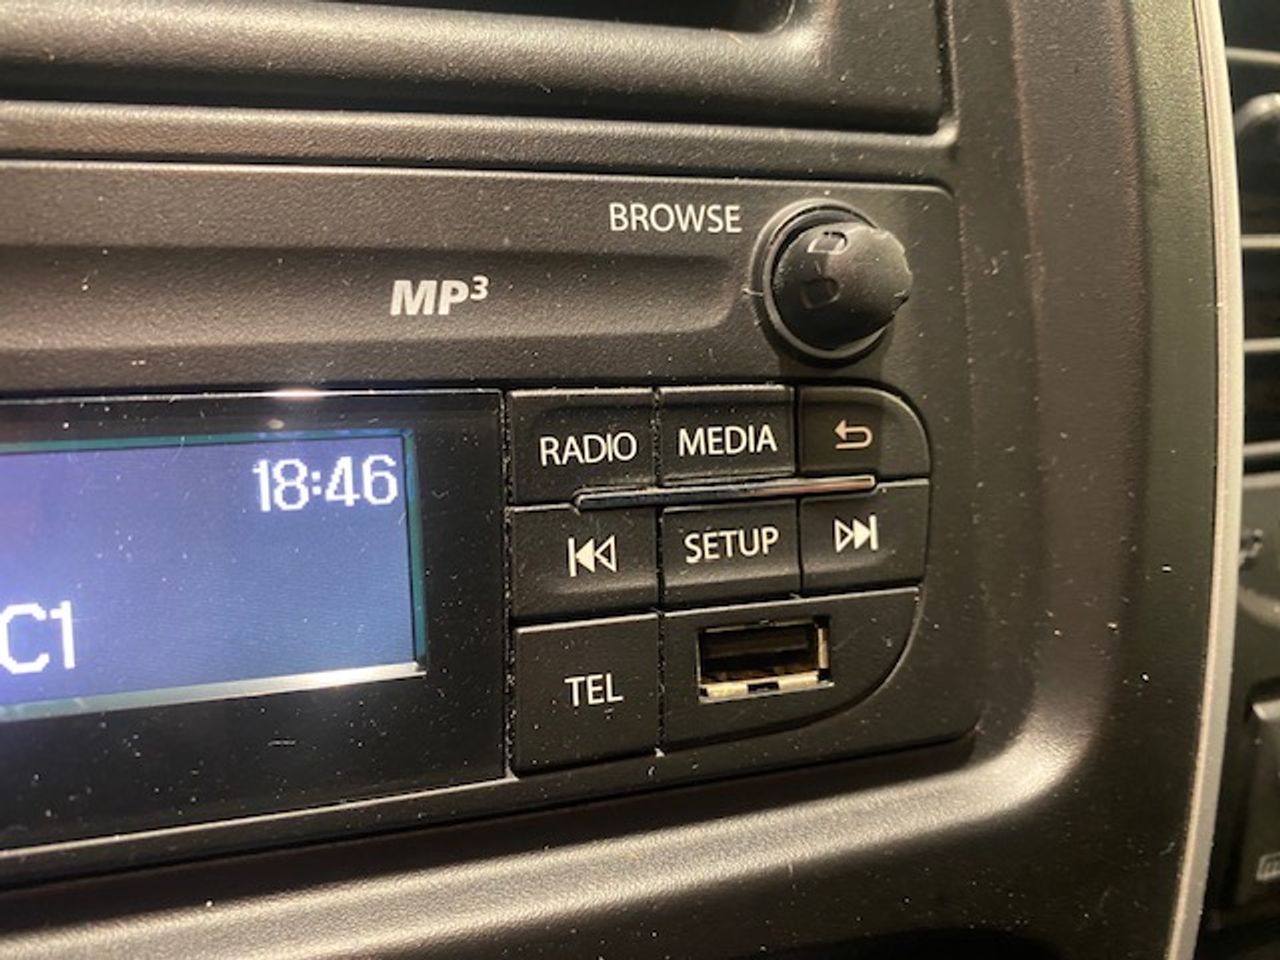 BROWSE
MP3
RADIO MEDIA
18:46
SETUP
C1
TEL